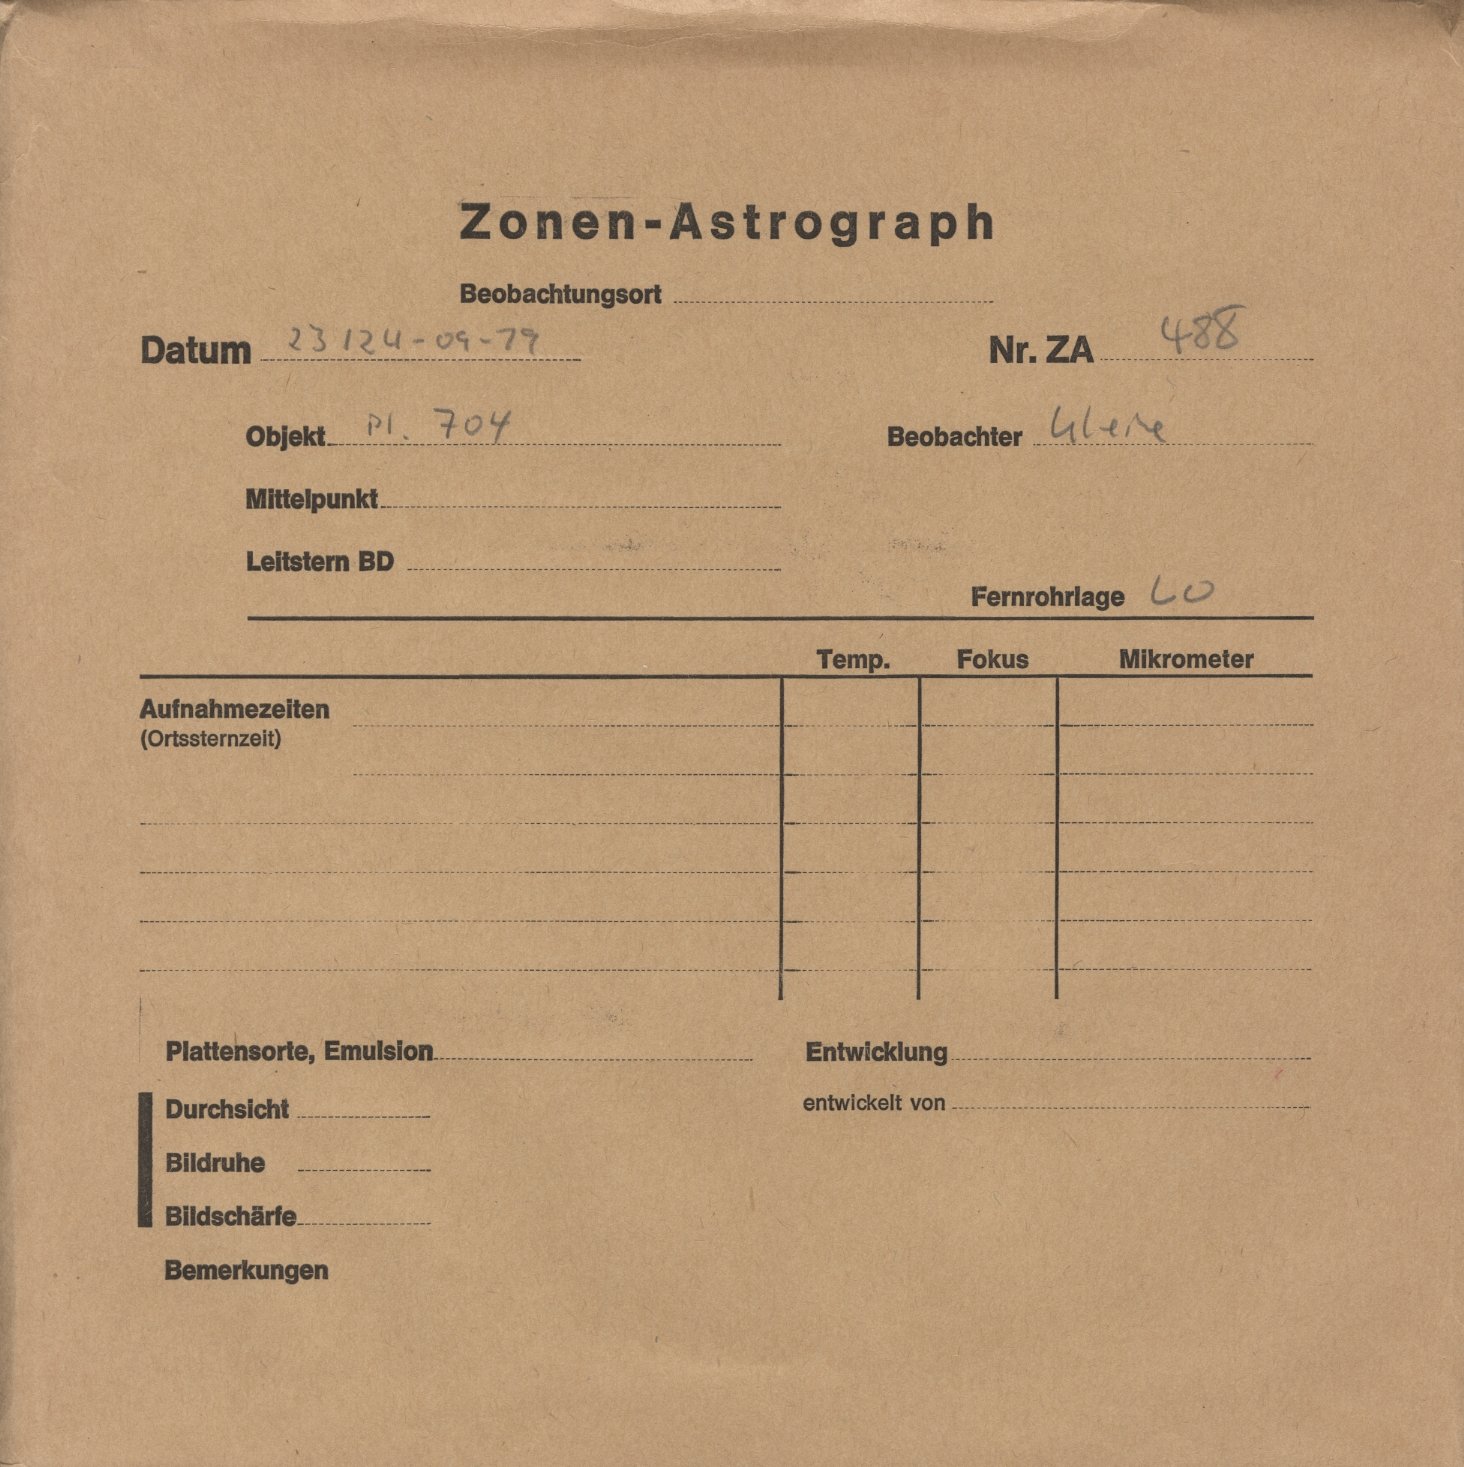 Zonen-Astrograph
Beobachtungsort
Datum 23/24-09-79
Nr. ZA 488
Objekt Pl. 704
Beobachter
Mittelpunkt
Leitstern BD
Fernrohrlage LO
Temp. Fokus Mikrometer
Aufnahmezeiten
(Ortssternzeit)
Plattensorte, Emulsion
Entwicklung
Durchsicht
entwickelt von
Bildruhe
Bildschärfe
Bemerkungen